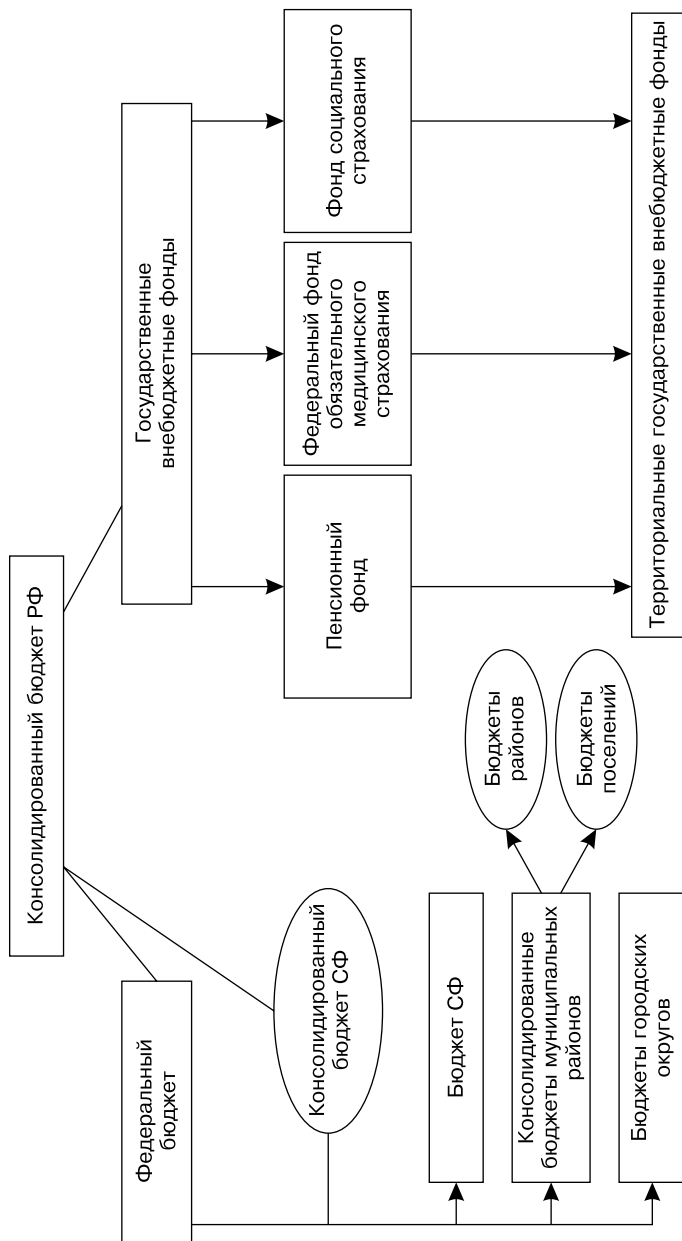 Консолидированный бюджет РФ
Федеральный
бюджет
Государственные
внебюджетные фонды
Консолидированный
бюджет СФ
Пенсионный
фонд
Федеральный фонд
обязательного
медицинского
страхования
Фонд социального
страхования
Бюджет СФ
Консолидированные
бюджеты муниципальных
районов
Бюджеты
районов
Бюджеты
поселений
Бюджеты городских
округов
Территориальные государственные внебюджетные фонды